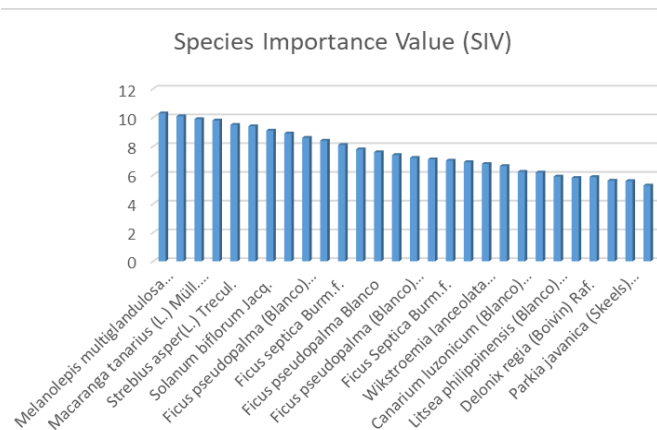 Species Importance Value (SIV)
12
10
8
6
4
2
0
Melanolepis multiglandulosa...
Macaranga tanarius (L.) Müll....
Streblus asper(L.) Trecul.
Solanum biflorum Jacq.
Ficus pseudopalma (Blanco)...
Ficus septica Burm.f.
Ficus pseudopalma Blanco
Ficus pseudopalma (Blanco)...
Ficus Septica Burm.f.
Wikstroemia lanceolata...
Canarium luzonicum (Blanco)...
Litsea philippinensis (Blanco)...
Delonix regia (Boivin) Raf.
Parkia javanica (Skeels)...